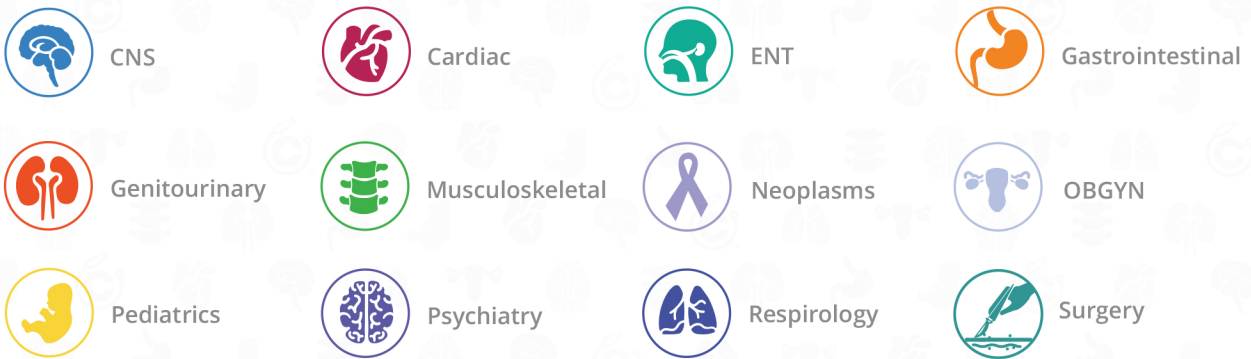 CNS
Cardiac
ENT
Gastrointestinal
Genitourinary
Musculoskeletal
Neoplasms
OBGYN
Pediatrics
Psychiatry
Respirology
Surgery